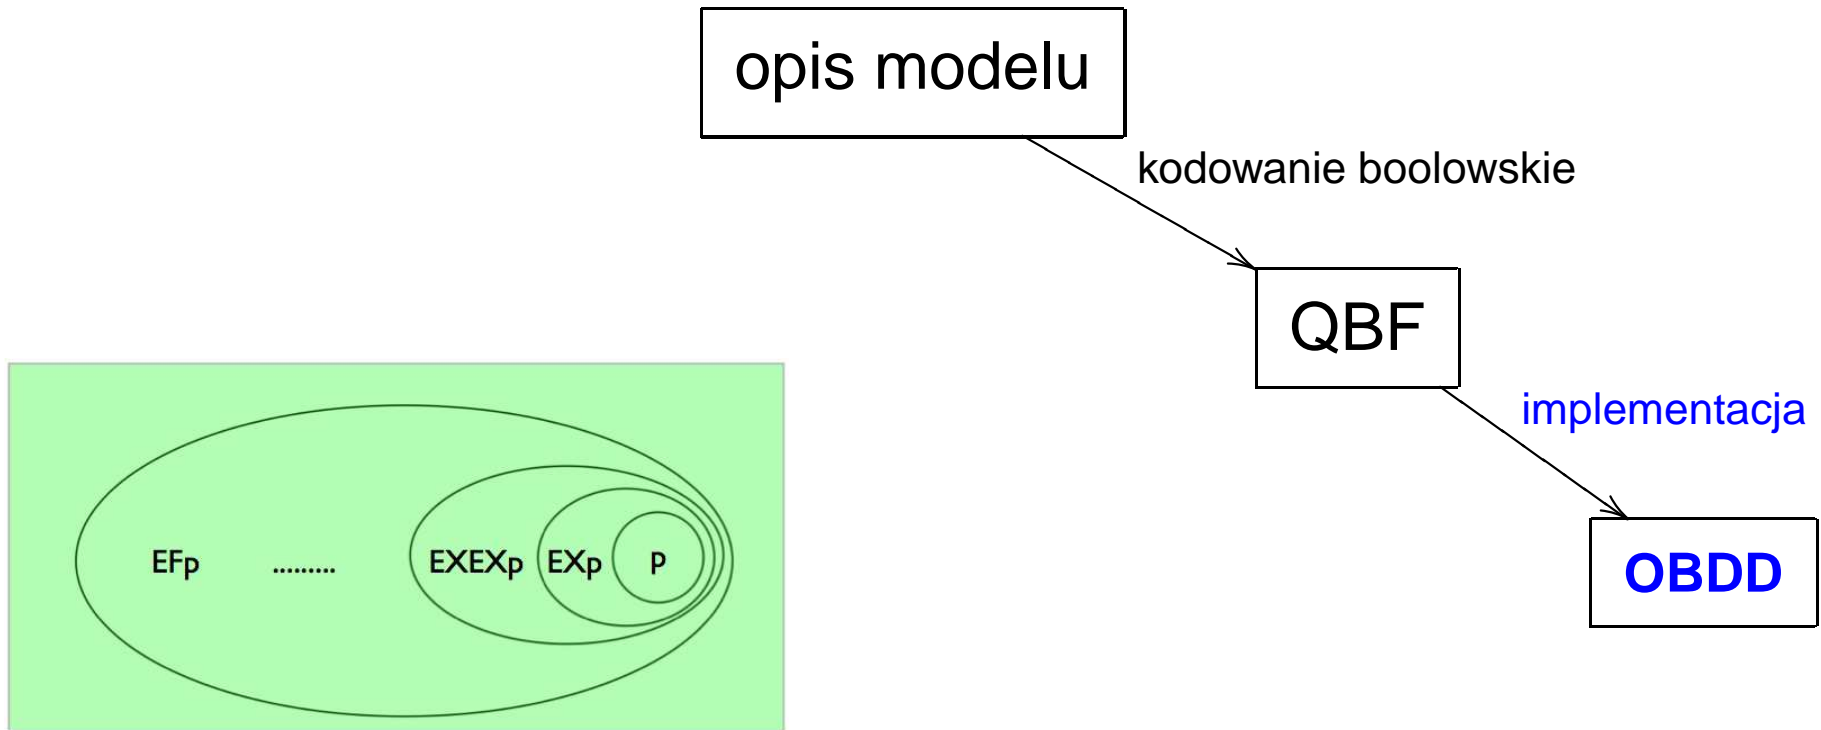 opis modelu
kodowanie boolowskie
QBF
implementacja
OBDD
EFp ......... EXEXp EXp p